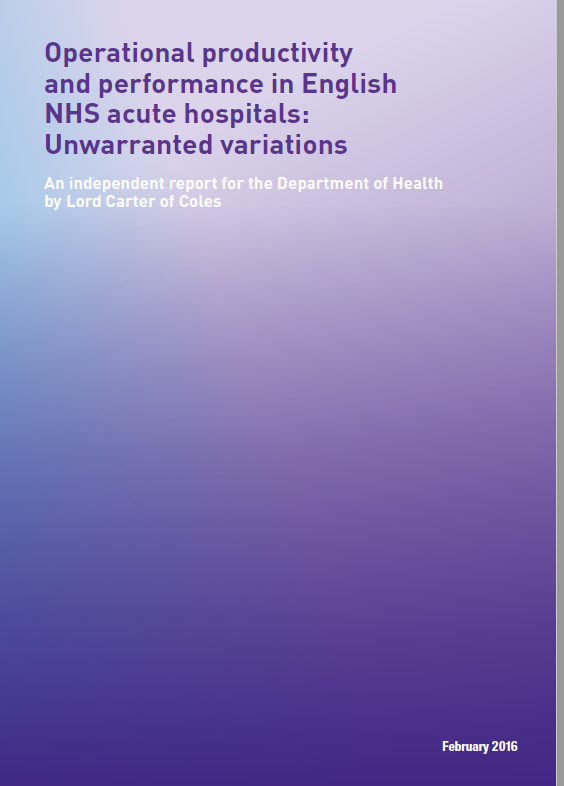 Operational productivity
and performance in English
NHS acute hospitals:
Unwarranted variations
An independent report for the Department of Health
by Lord Carter of Coles
February 2016